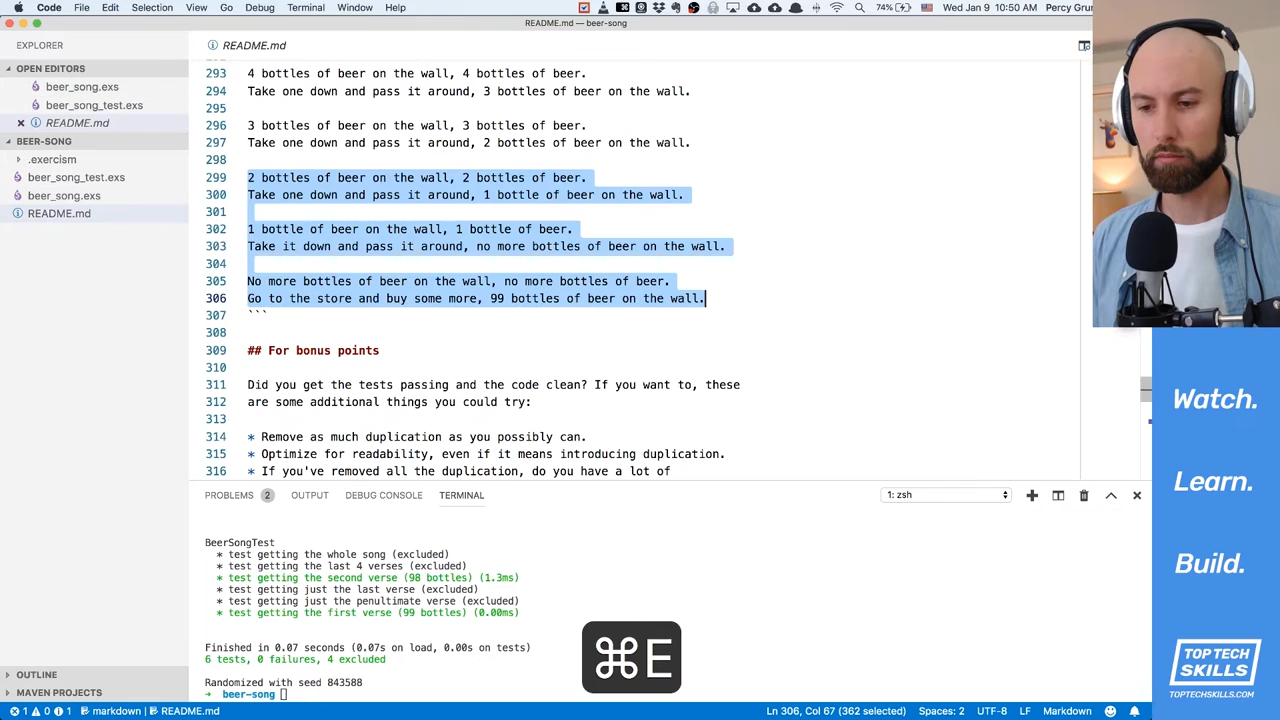 Code File Edit Selection View Go Debug Terminal Window Help 74% Wed Jan 9 10:50 AM Percy
README.md — beer-song
EXPLORER
README.md
OPEN EDITORS
beer_song.exs
beer_song_test.exs
README.md
BEER-SONG
.exercism
beer_song_test.exs
beer_song.exs
README.md
293 4 bottles of beer on the wall, 4 bottles of beer.
294 Take one down and pass it around, 3 bottles of beer on the wall.
295
296 3 bottles of beer on the wall, 3 bottles of beer.
297 Take one down and pass it around, 2 bottles of beer on the wall.
298
299 2 bottles of beer on the wall, 2 bottles of beer.
300 Take one down and pass it around, 1 bottle of beer on the wall.
301
302 1 bottle of beer on the wall, 1 bottle of beer.
303 Take it down and pass it around, no more bottles of beer on the wall.
304
305 No more bottles of beer on the wall, no more bottles of beer.
306 Go to the store and buy some more, 99 bottles of beer on the wall.
307 ```
308
309 ## For bonus points
310
311 Did you get the tests passing and the code clean? If you want to, these
312 are some additional things you could try:
313
314 * Remove as much duplication as you possibly can.
315 * Optimize for readability, even if it means introducing duplication.
316 * If you've removed all the duplication, do you have a lot of
PROBLEMS 2 OUTPUT DEBUG CONSOLE TERMINAL 1: zsh
BeerSongTest
* test getting the whole song (excluded)
* test getting the last 4 verses (excluded)
* test getting the second verse (98 bottles) (1.3ms)
* test getting just the last verse (excluded)
* test getting just the penultimate verse (excluded)
* test getting the first verse (99 bottles) (0.00ms)
Finished in 0.07 seconds (0.07s on load, 0.00s on tests)
6 tests, 0 failures, 4 excluded
Randomized with seed 843588
→ beer-song
⌘E
OUTLINE
MAVEN PROJECTS
1 0 1 markdown README.md Ln 306, Col 67 (362 selected) Spaces: 2 UTF-8 LF Markdown
Watch.
Learn.
Build.
TOP TECH
SKILLS
TOPTECHSKILLS.COM